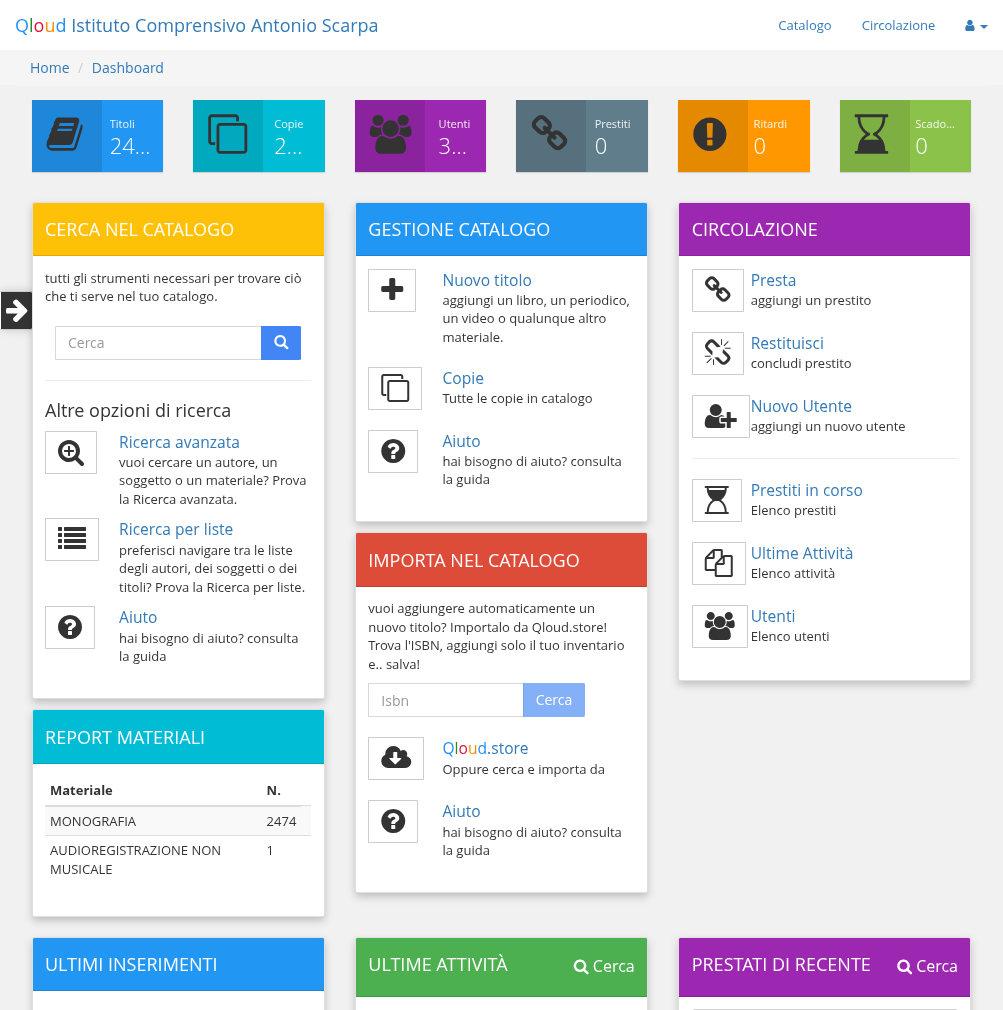 Qloud Istituto Comprensivo Antonio Scarpa
Catalogo
Circolazione
Home / Dashboard
Titoli
24...
Copie
2...
Utenti
3...
Prestiti
0
Ritardi
0
Scado...
0
CERCA NEL CATALOGO
tutti gli strumenti necessari per trovare ciò
che ti serve nel tuo catalogo.
Cerca
Altre opzioni di ricerca
Ricerca avanzata
vuoi cercare un autore, un
soggetto o un materiale? Prova
la Ricerca avanzata.
Ricerca per liste
preferisci navigare tra le liste
degli autori, dei soggetti o dei
titoli? Prova la Ricerca per liste.
Aiuto
hai bisogno di aiuto? consulta
la guida
REPORT MATERIALI
Materiale N.
MONOGRAFIA 2474
AUDIOREGISTRAZIONE NON 1
MUSICALE
GESTIONE CATALOGO
Nuovo titolo
aggiungi un libro, un periodico,
un video o qualunque altro
materiale.
Copie
Tutte le copie in catalogo
Aiuto
hai bisogno di aiuto? consulta
la guida
IMPORTA NEL CATALOGO
vuoi aggiungere automaticamente un
nuovo titolo? Importalo da Qloud.store!
Trova l'ISBN, aggiungi solo il tuo inventario
e.. salva!
Isbn
Cerca
Qloud.store
Oppure cerca e importa da
Aiuto
hai bisogno di aiuto? consulta
la guida
CIRCOLAZIONE
Presta
aggiungi un prestito
Restituisci
concludi prestito
Nuovo Utente
aggiungi un nuovo utente
Prestiti in corso
Elenco prestiti
Ultime Attività
Elenco attività
Utenti
Elenco utenti
ULTIMI INSERIMENTI
ULTIME ATTIVITÀ
Cerca
PRESTATI DI RECENTE
Cerca